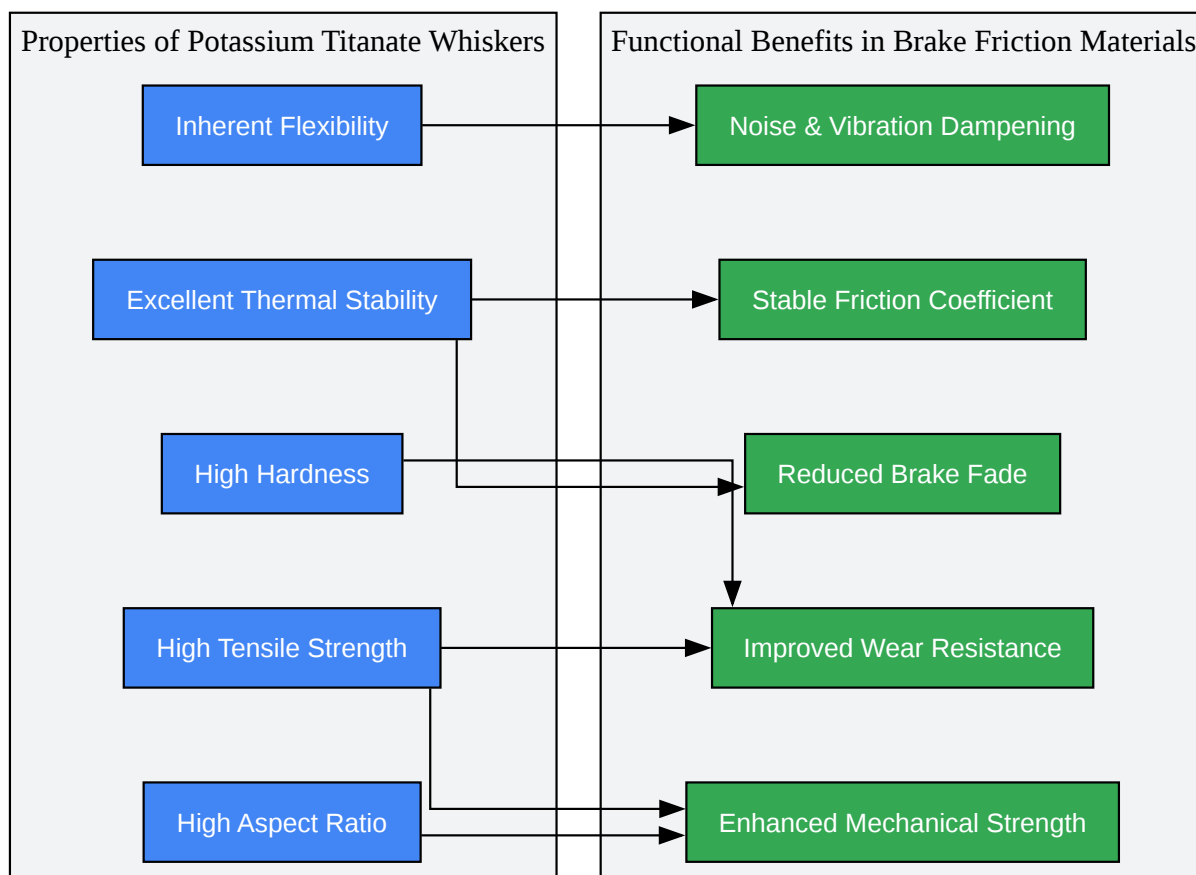 Properties of Potassium Titanate Whiskers
Inherent Flexibility
Excellent Thermal Stability
High Hardness
High Tensile Strength
High Aspect Ratio
Functional Benefits in Brake Friction Materials
Noise & Vibration Dampening
Stable Friction Coefficient
Reduced Brake Fade
Improved Wear Resistance
Enhanced Mechanical Strength